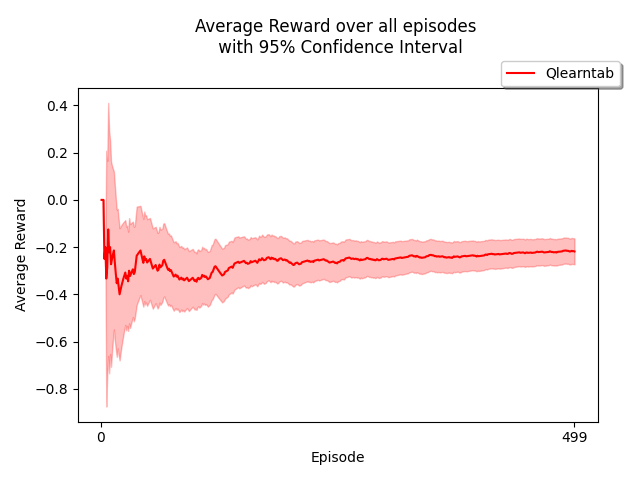 Average Reward over all episodes
with 95% Confidence Interval
Qlearntab
0.4
0.2
0.0
−0.2
−0.4
−0.6
−0.8
Average Reward
0
499
Episode